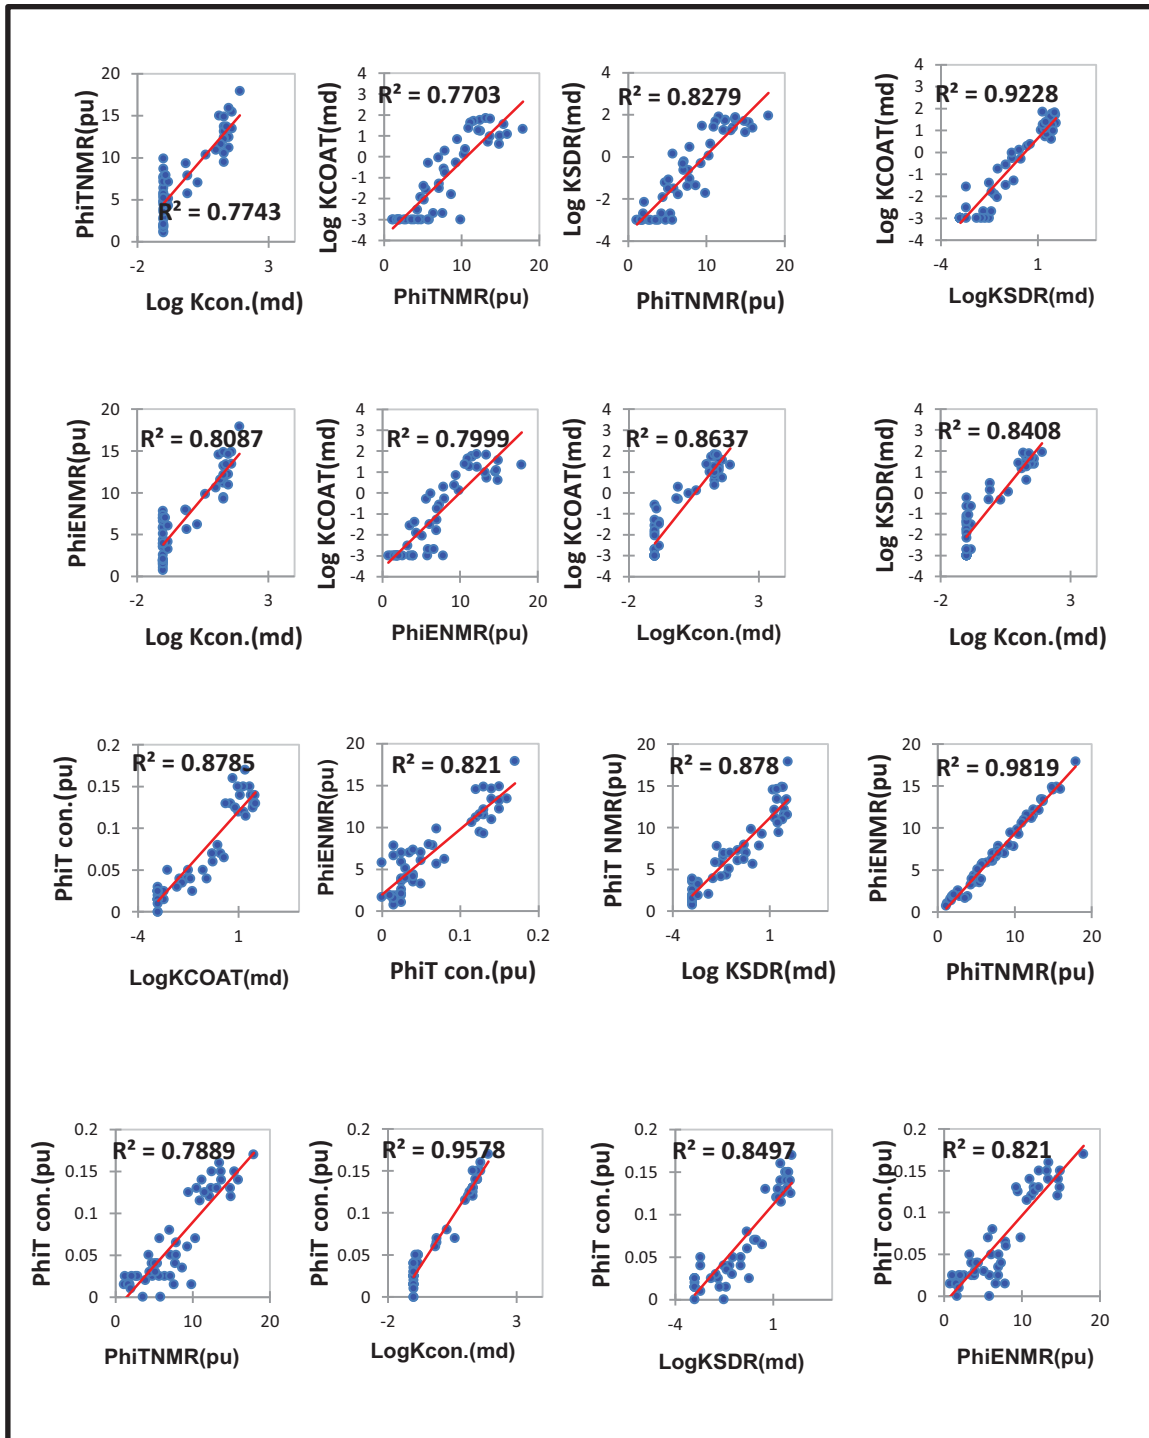 PhiTNMR(pu)
20
15
10
5
0
-2
3
R² = 0.7743
Log Kcon.(md)
Log KCOAT(md)
4
3
2
1
0
-1
-2
-3
-4
0
10
20
R² = 0.7703
PhiTNMR(pu)
Log KSDR(md)
4
2
0
-2
-4
0
10
20
R² = 0.8279
PhiTNMR(pu)
Log KCOAT(md)
4
3
2
1
0
-1
-2
-3
-4
-4
1
R² = 0.9228
LogKSDR(md)
PhiENMR(pu)
20
15
10
5
0
-2
3
R² = 0.8087
Log Kcon.(md)
Log KCOAT(md)
4
3
2
1
0
-1
-2
-3
-4
0
10
20
R² = 0.7999
PhiENMR(pu)
Log KCOAT(md)
4
3
2
1
0
-1
-2
-3
-4
-2
3
R² = 0.8637
LogKcon.(md)
Log KSDR(md)
4
3
2
1
0
-1
-2
-3
-4
-2
3
R² = 0.8408
Log Kcon.(md)
PhiT con.(pu)
0.2
0.15
0.1
0.05
0
-4
1
R² = 0.8785
LogKCOAT(md)
PhiENMR(pu)
20
15
10
5
0
0
0.1
0.2
R² = 0.821
PhiT con.(pu)
PhiT NMR(pu)
20
15
10
5
0
-4
1
R² = 0.878
Log KSDR(md)
PhiENMR(pu)
20
15
10
5
0
0
10
20
R² = 0.9819
PhiTNMR(pu)
PhiT con.(pu)
0.2
0.15
0.1
0.05
0
0
10
20
R² = 0.7889
PhiTNMR(pu)
PhiT con.(pu)
0.2
0.15
0.1
0.05
0
-2
3
R² = 0.9578
LogKcon.(md)
PhiT con.(pu)
0.2
0.15
0.1
0.05
0
-4
1
R² = 0.8497
LogKSDR(md)
PhiT con.(pu)
0.2
0.15
0.1
0.05
0
0
10
20
R² = 0.821
PhiENMR(pu)